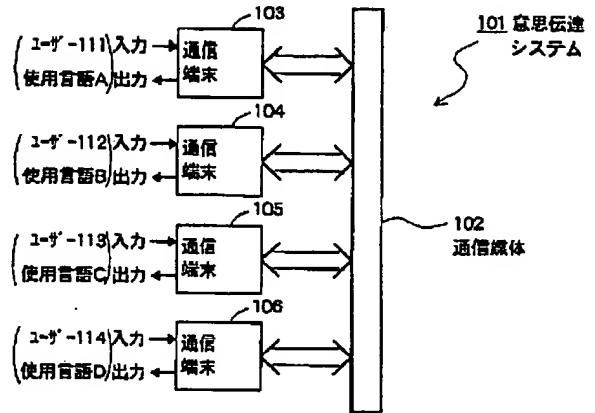 103
ユーザー111 入力
使用言語A 出力
通信
端末
101 意思伝達
システム
104
ユーザー112 入力
使用言語B 出力
通信
端末
105
ユーザー113 入力
使用言語C 出力
通信
端末
102
通信媒体
106
ユーザー114 入力
使用言語D 出力
通信
端末